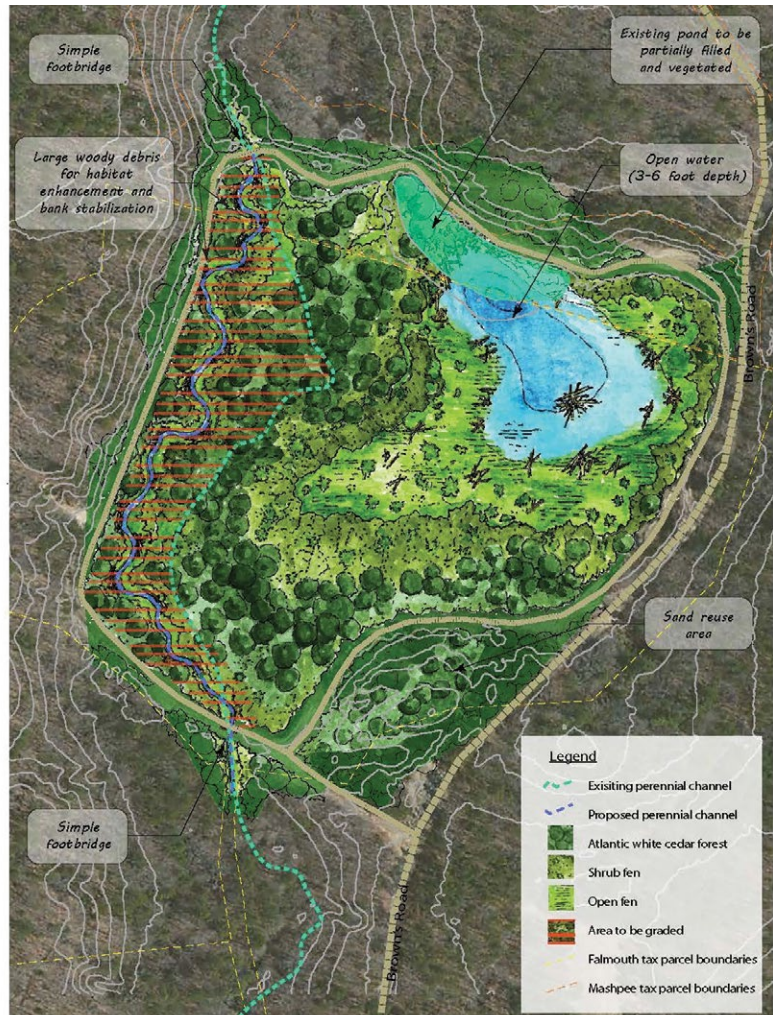 Simple
footbridge
Existing pond to be
partially filled
and vegetated
Large woody debris
for habitat
enhancement and
bank stabilization
Open water
(3-6 foot depth)
Brown's Road
Sand reuse
area
Simple
footbridge
Brown's Road
Legend
Exisiting perennial channel
Proposed perennial channel
Atlantic white cedar forest
Shrub fen
Open fen
Area to be graded
Falmouth tax parcel boundaries
Mashpee tax parcel boundaries